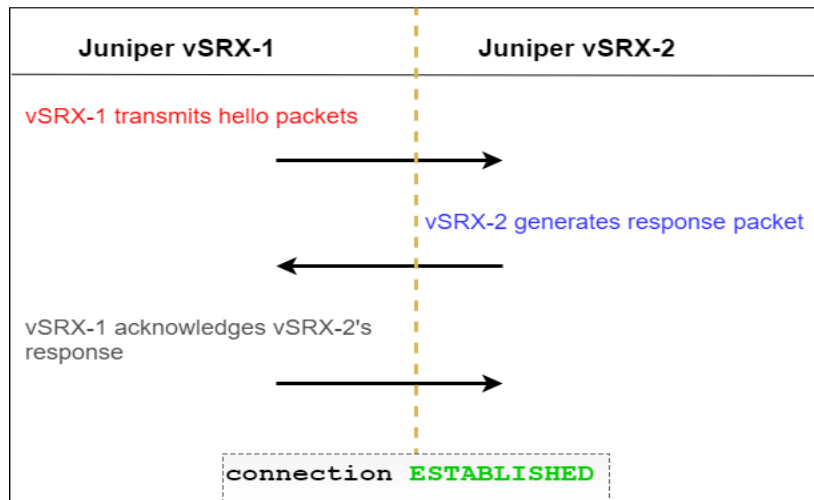 Juniper vSRX-1
Juniper vSRX-2
vSRX-1 transmits hello packets
vSRX-2 generates response packet
vSRX-1 acknowledges vSRX-2's
response
connection ESTABLISHED